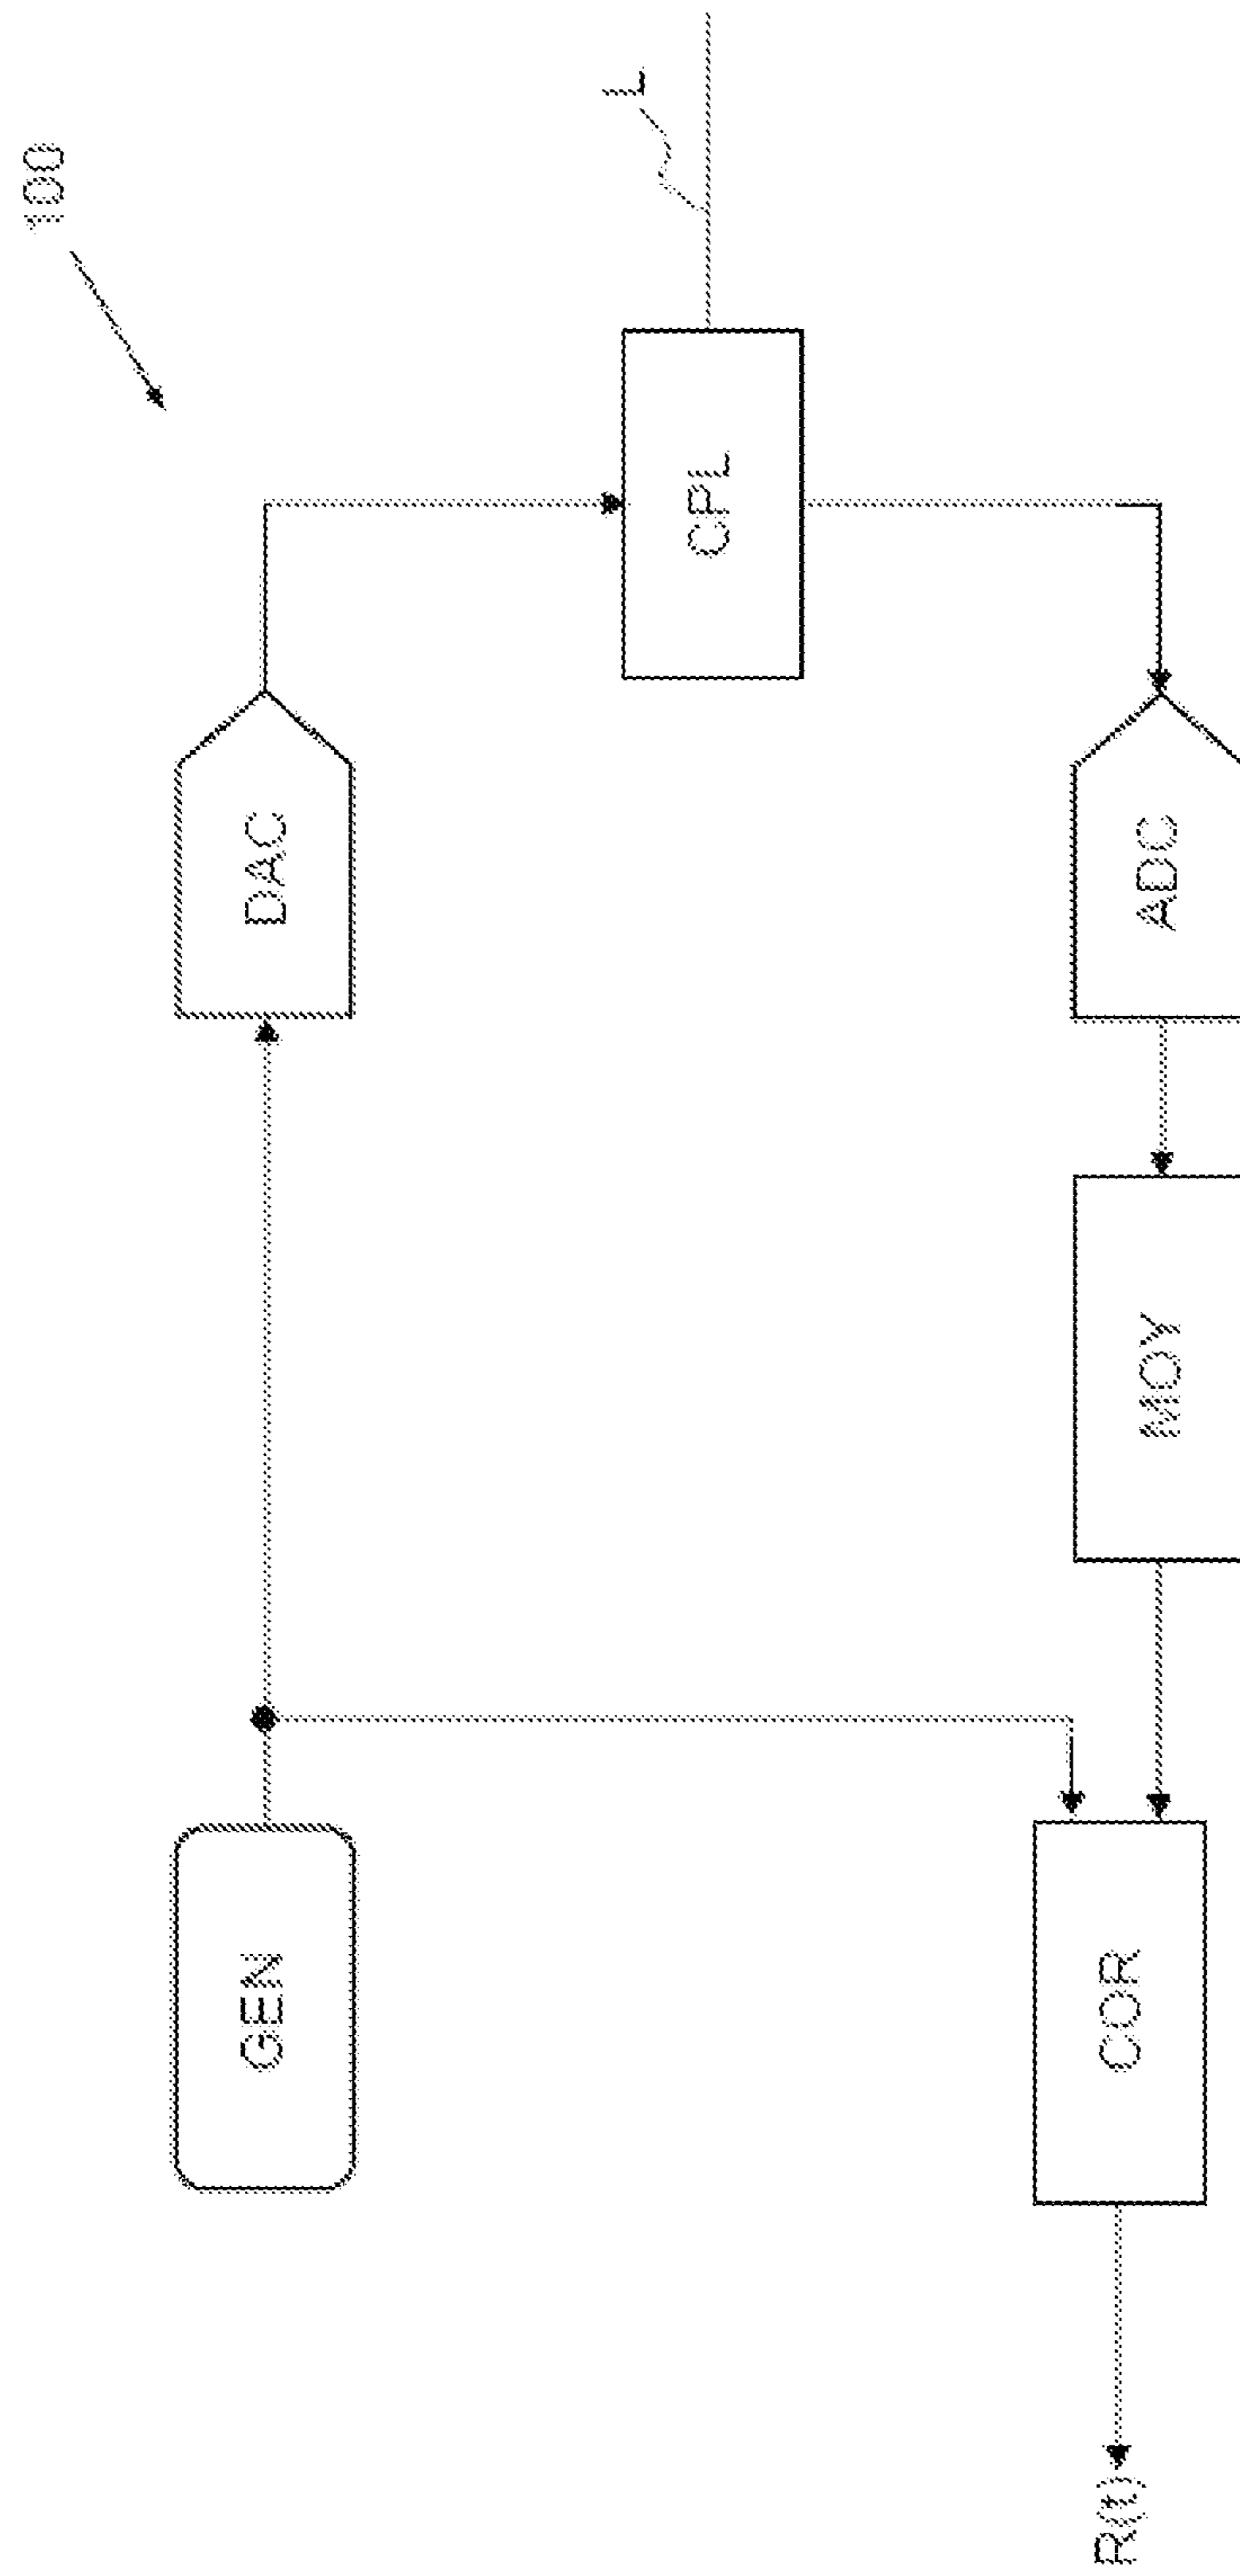 100
L
GEN
DAC
CPL
R(t)
COR
MOY
ADC